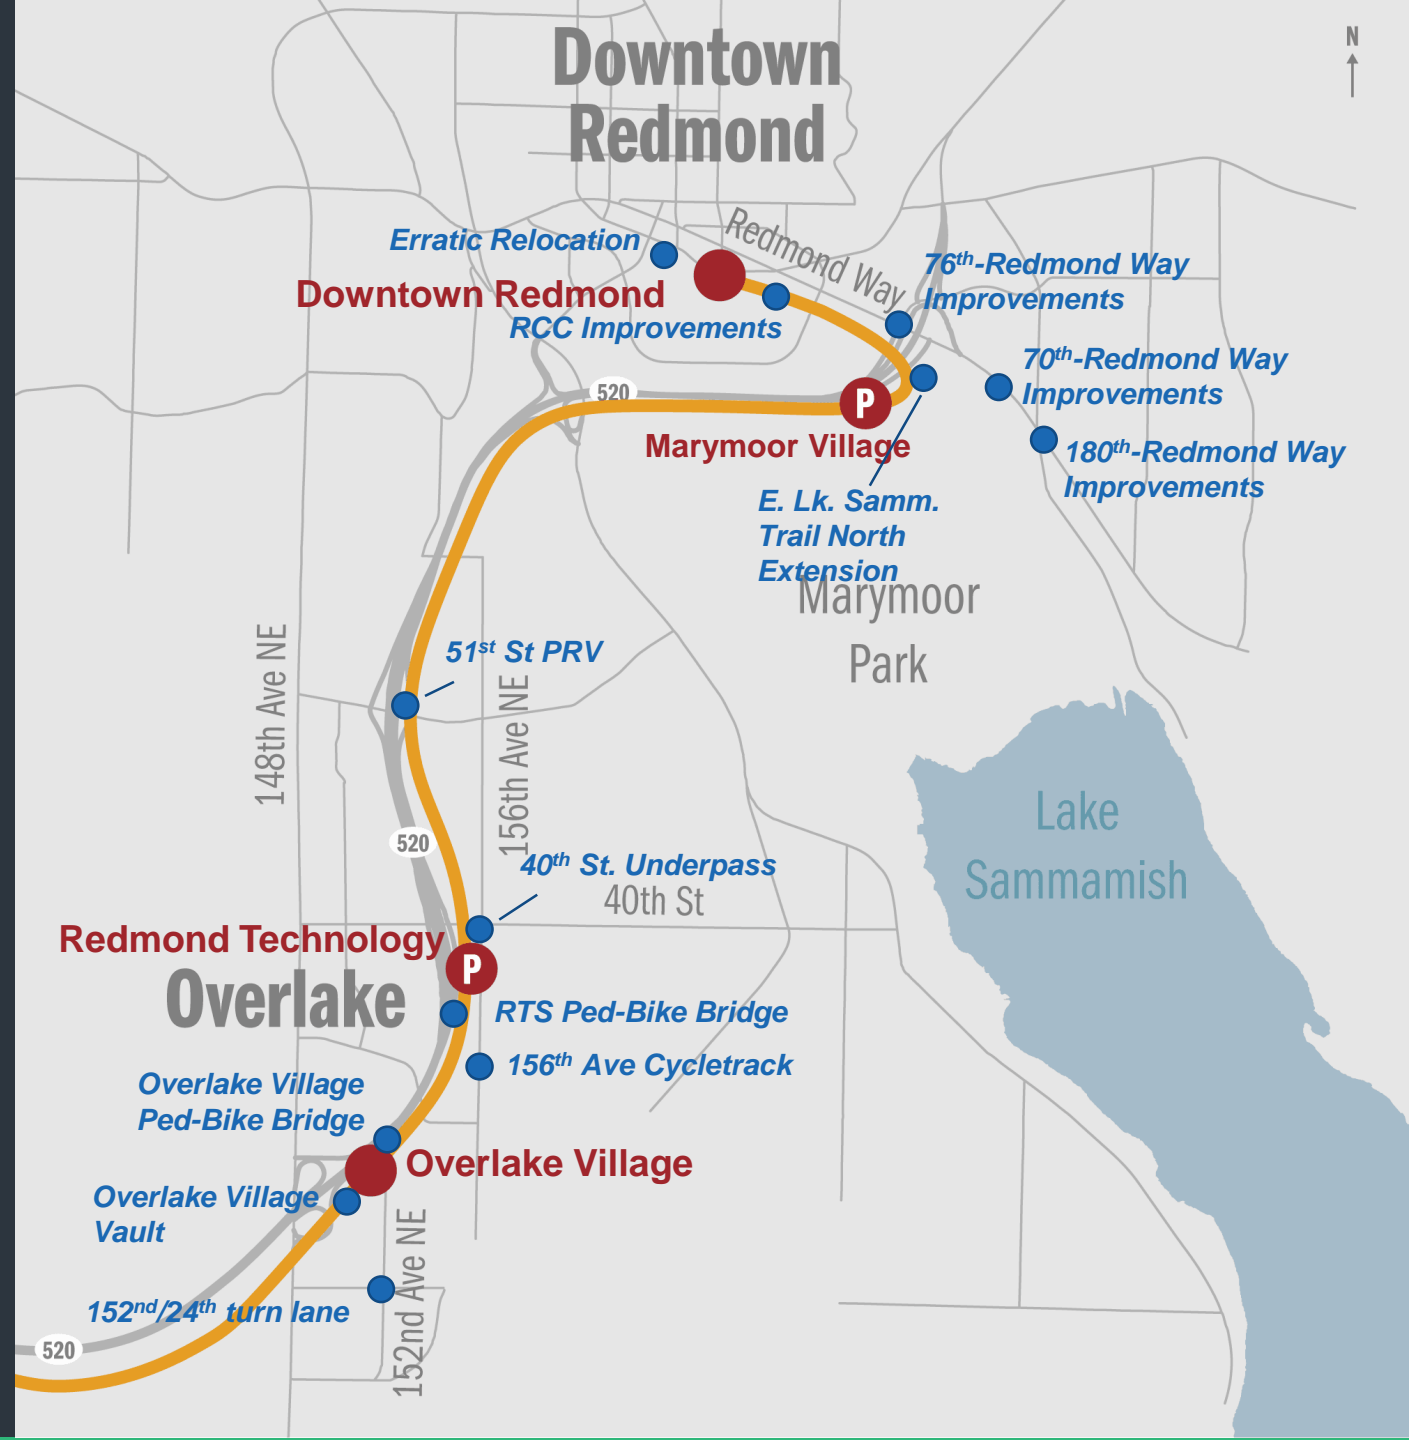 Downtown
Redmond
N
Redmond Way
Erratic Relocation
Downtown Redmond
RCC Improvements
76th-Redmond Way
Improvements
70th-Redmond Way
Improvements
520
P
Marymoor Village
180th-Redmond Way
Improvements
E. Lk. Samm.
Trail North
Extension
Marymoor
Park
148th Ave NE
51st St PRV
156th Ave NE
Lake
Sammamish
520
40th St. Underpass
40th St
Redmond Technology
P
Overlake
RTS Ped-Bike Bridge
156th Ave Cycletrack
Overlake Village
Ped-Bike Bridge
Overlake Village
Overlake Village
Vault
152nd Ave NE
152nd/24th turn lane
520